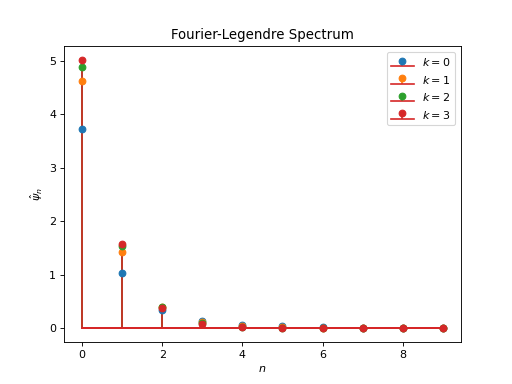 Fourier-Legendre Spectrum
k = 0
k = 1
k = 2
k = 3
5
4
3
2
1
0
ψ̂ₙ
0 2 4 6 8
n